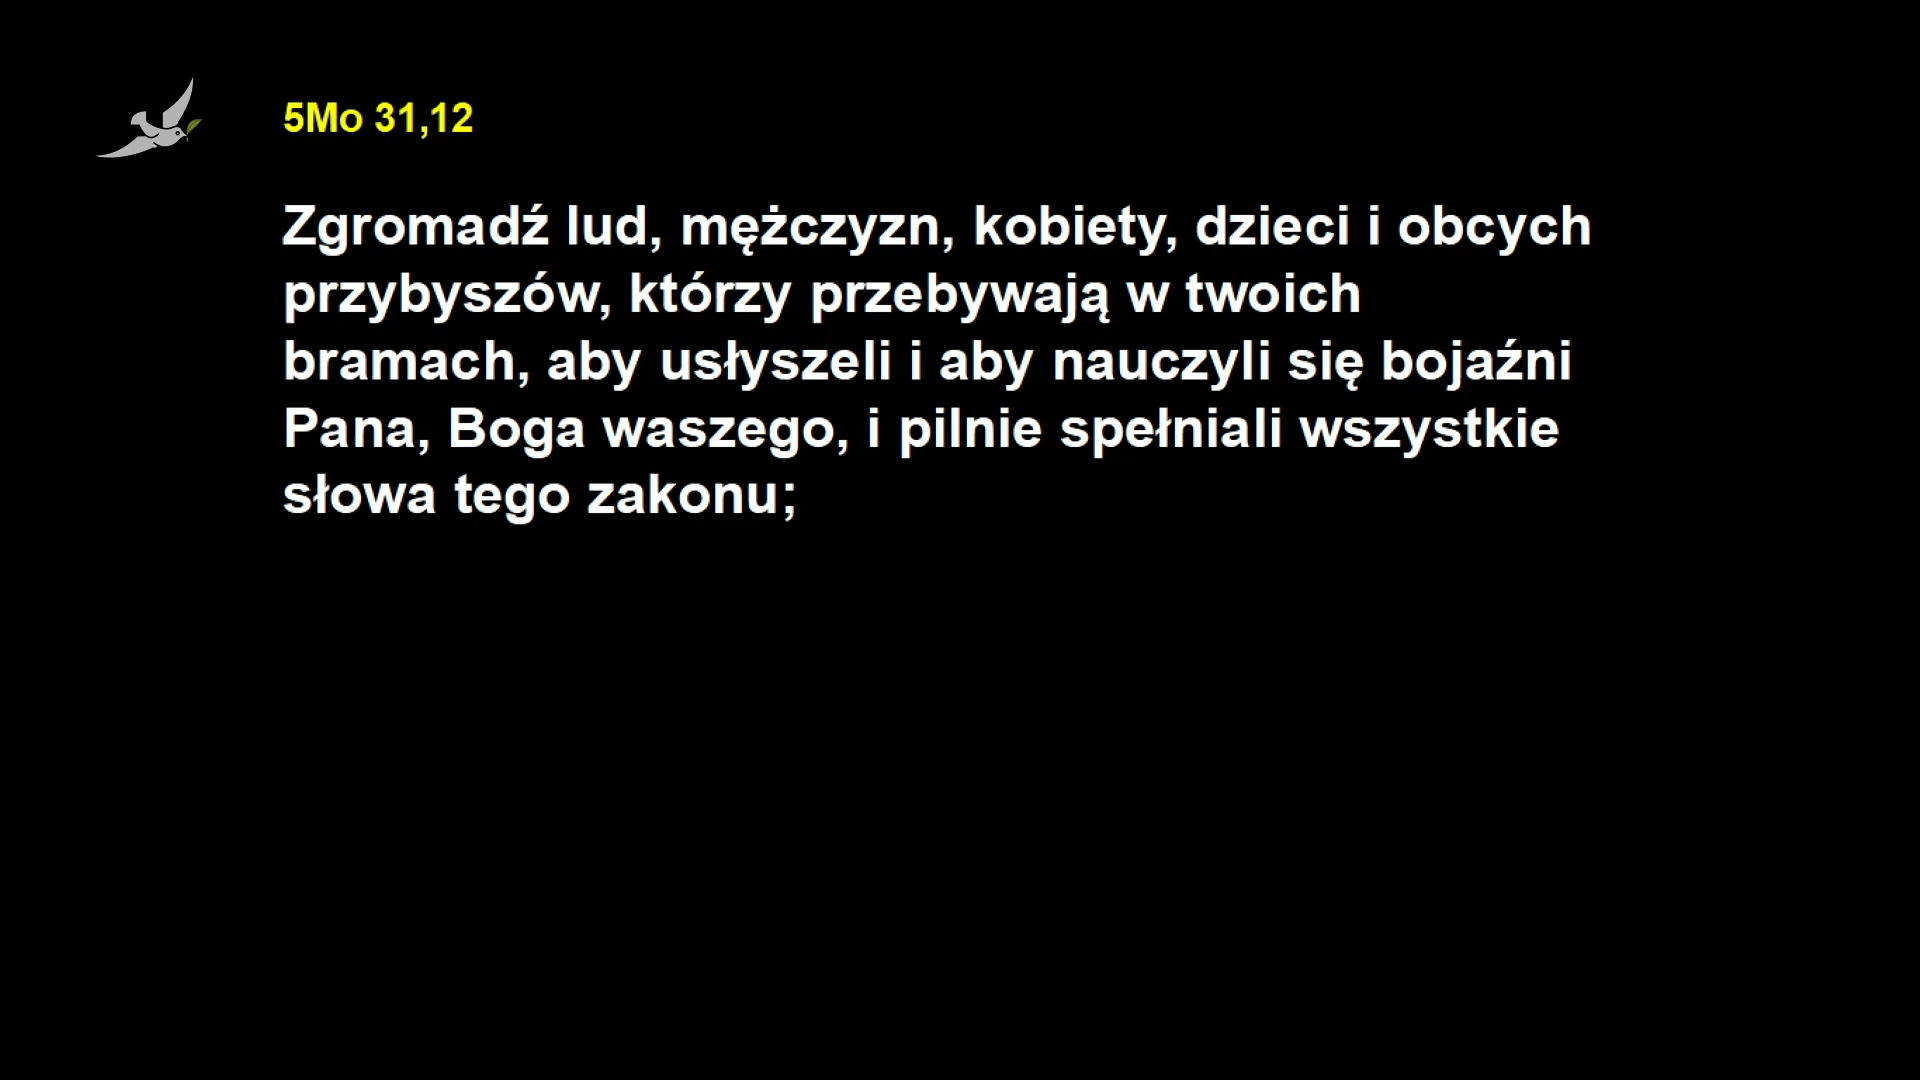 5Mo 31,12
Zgromadź lud, mężczyzn, kobiety, dzieci i obcych
przybyszów, którzy przebywają w twoich
bramach, aby usłyszeli i aby nauczyli się bojaźni
Pana, Boga waszego, i pilnie spełniali wszystkie
słowa tego zakonu;